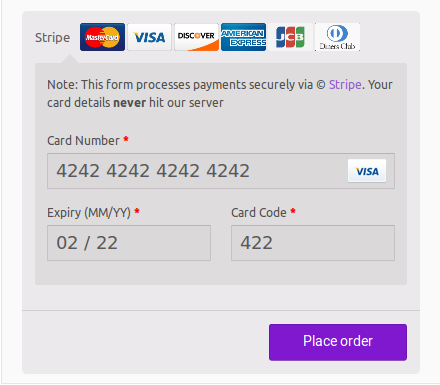 Stripe MasterCard VISA DISCOVER AMERICAN EXPRESS JCB Diners Club
Note: This form processes payments securely via © Stripe. Your
card details never hit our server
Card Number *
4242 4242 4242 4242 VISA
Expiry (MM/YY) * Card Code *
02 / 22 422
Place order